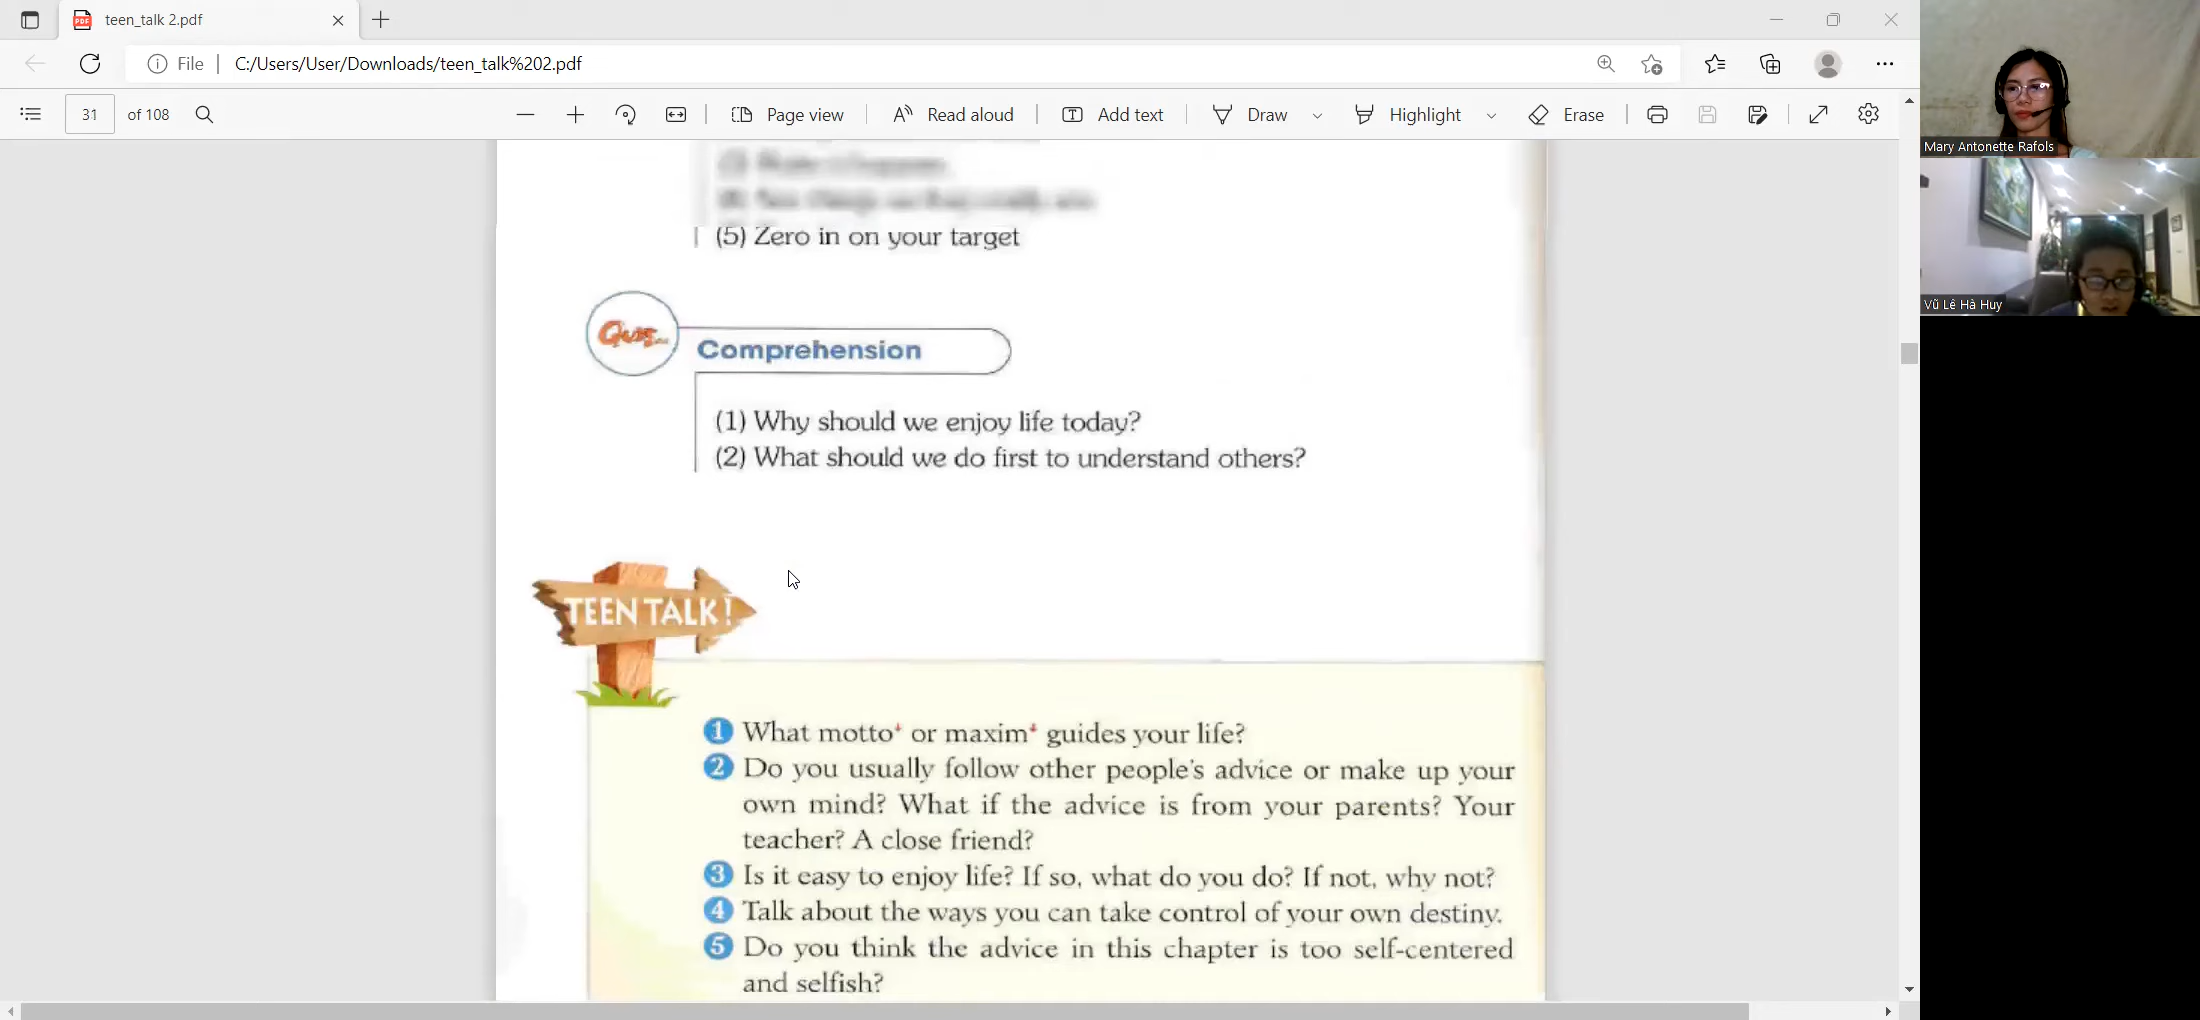 teen_talk 2.pdf
File
C:/Users/User/Downloads/teen_talk%202.pdf
31 of 108
Page view
Read aloud
Add text
Draw
Highlight
Erase
(5) Zero in on your target
Comprehension
(1) Why should we enjoy life today?
(2) What should we do first to understand others?
TEEN TALK!
1 What motto* or maxim* guides your life?
2 Do you usually follow other people's advice or make up your
own mind? What if the advice is from your parents? Your
teacher? A close friend?
3 Is it easy to enjoy life? If so, what do you do? If not, why not?
4 Talk about the ways you can take control of your own destiny.
5 Do you think the advice in this chapter is too self-centered
and selfish?
Mary Antonette Rafols
Vũ Lê Hà Huy